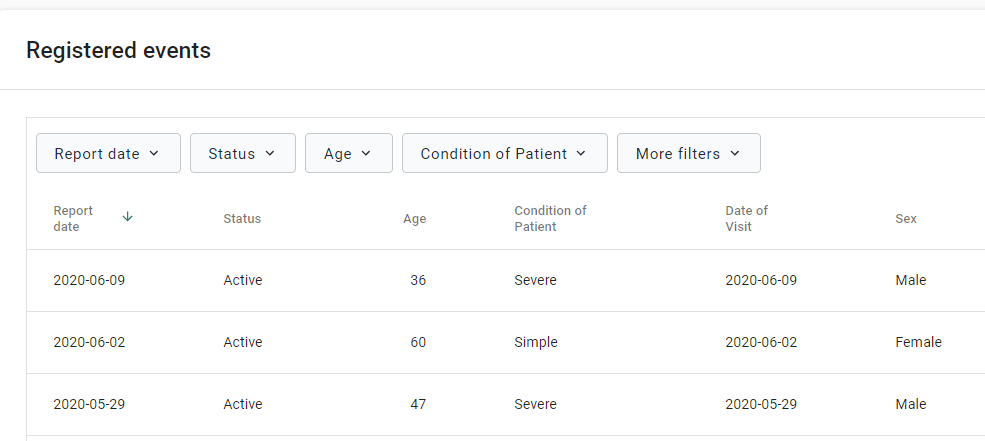 Registered events
Report date Status Age Condition of Patient More filters
Report date Status Age Condition of Patient Date of Visit Sex
2020-06-09 Active 36 Severe 2020-06-09 Male
2020-06-02 Active 60 Simple 2020-06-02 Female
2020-05-29 Active 47 Severe 2020-05-29 Male